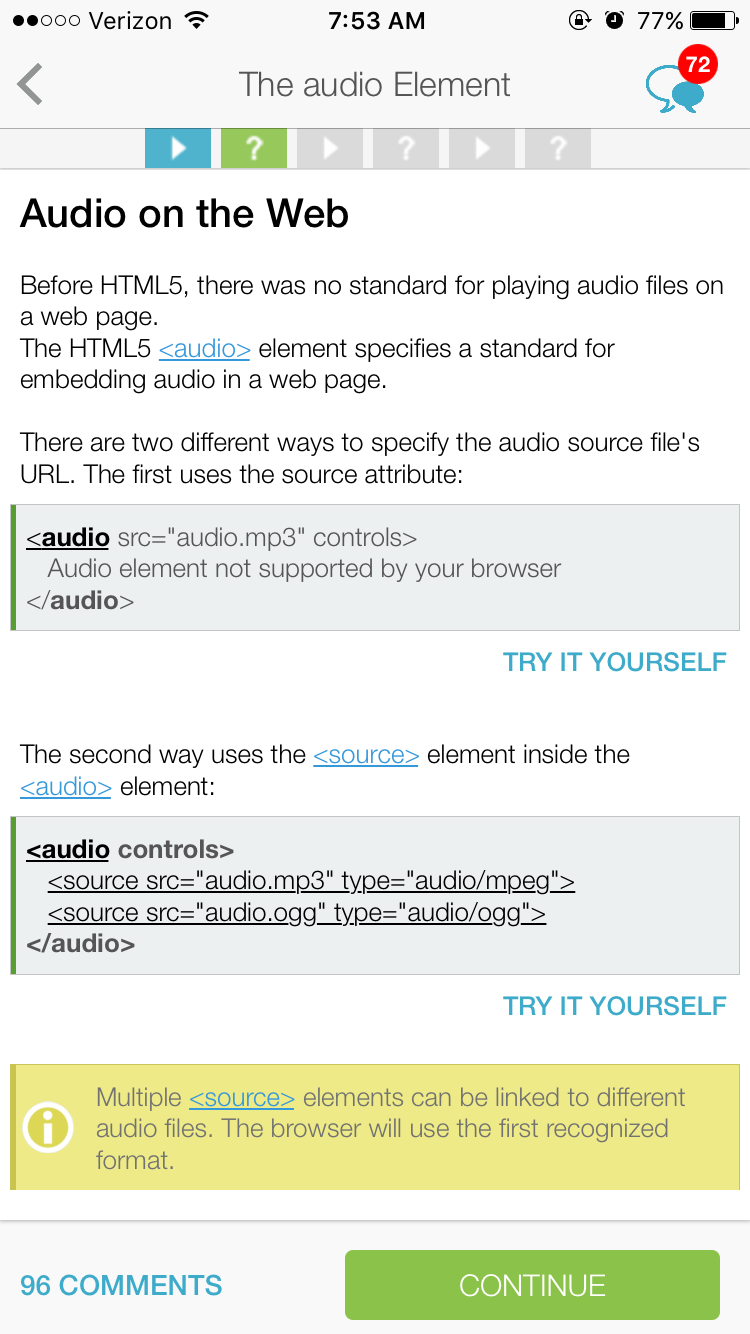 Verizon 7:53 AM 77%
The audio Element 72
? ? ?
Audio on the Web
Before HTML5, there was no standard for playing audio files on
a web page.
The HTML5 <audio> element specifies a standard for
embedding audio in a web page.
There are two different ways to specify the audio source file's
URL. The first uses the source attribute:
<audio src="audio.mp3" controls>
Audio element not supported by your browser
</audio>
TRY IT YOURSELF
The second way uses the <source> element inside the
<audio> element:
<audio controls>
<source src="audio.mp3" type="audio/mpeg">
<source src="audio.ogg" type="audio/ogg">
</audio>
TRY IT YOURSELF
Multiple <source> elements can be linked to different
audio files. The browser will use the first recognized
format.
96 COMMENTS CONTINUE